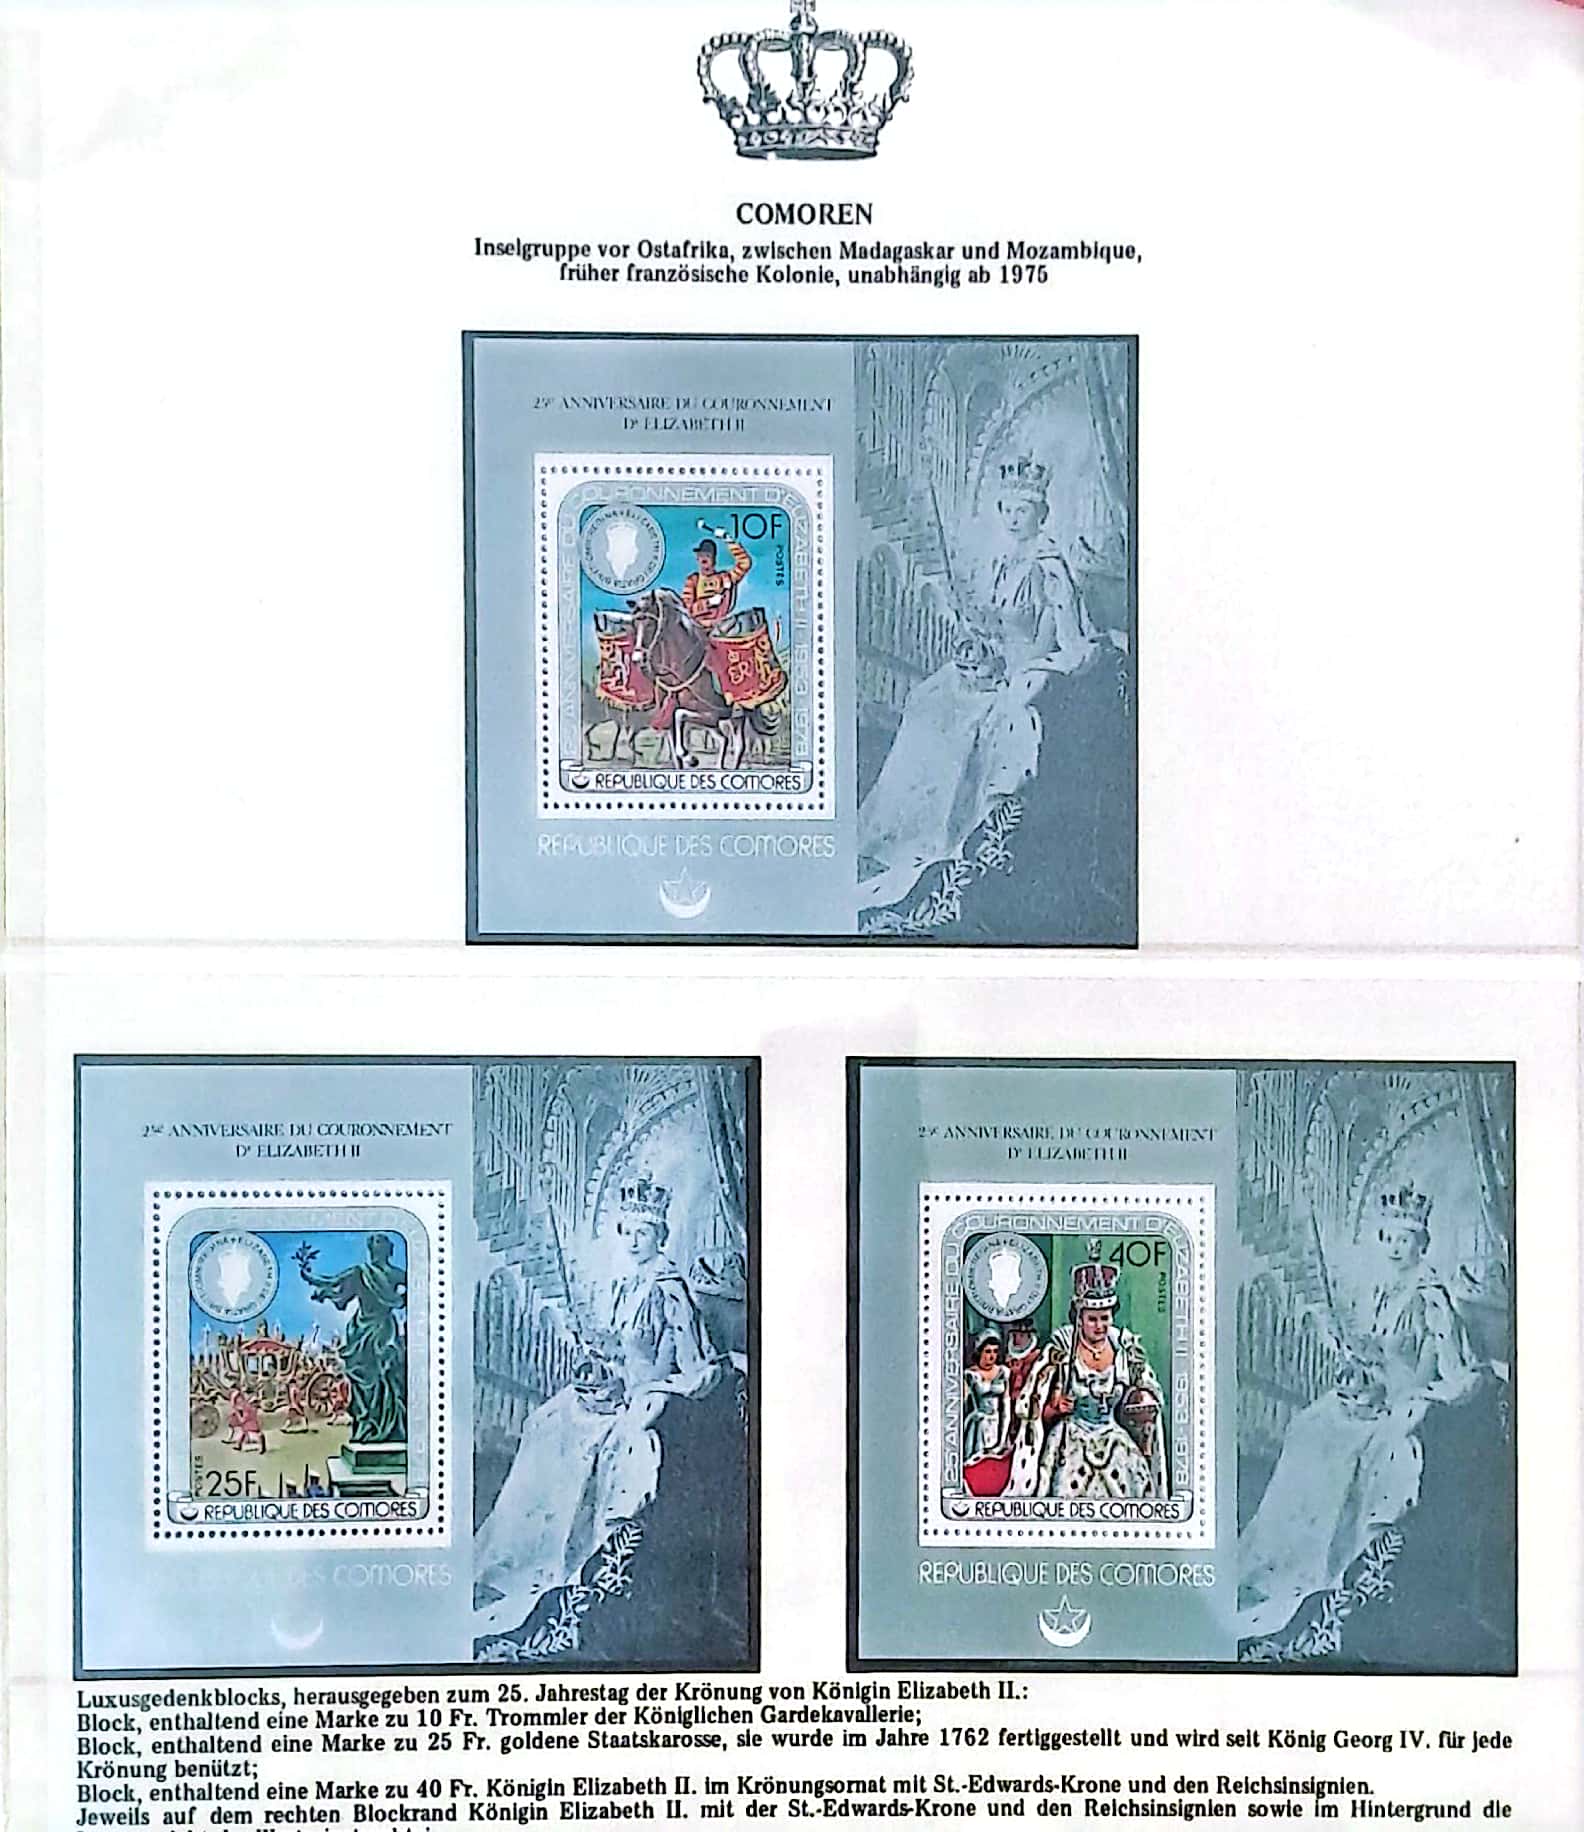 COMOREN
Inselgruppe vor Ostafrika, zwischen Madagaskar und Mozambique,
früher französische Kolonie, unabhängig ab 1975
25e ANNIVERSAIRE DU COURONNEMENT
D' ELIZABETH II
25e ANNIVERSAIRE DU COURONNEMENT D'ELIZABETH II 1953 1978
10F
POSTES
REPUBLIQUE DES COMORES
REPUBLIQUE DES COMORES
25e ANNIVERSAIRE DU COURONNEMENT
D' ELIZABETH II
POSTES
25F
REPUBLIQUE DES COMORES
DES COMORES
25e ANNIVERSAIRE DU COURONNEMENT
D' ELIZABETH II
25e ANNIVERSAIRE DU COURONNEMENT D'ELIZABETH II 1953-1978
40F
POSTES
REPUBLIQUE DES COMORES
REPUBLIQUE DES COMORES
Luxusgedenkblocks, herausgegeben zum 25. Jahrestag der Krönung von Königin Elizabeth II.:
Block, enthaltend eine Marke zu 10 Fr. Trommler der Königlichen Gardekavallerie;
Block, enthaltend eine Marke zu 25 Fr. goldene Staatskarosse, sie wurde im Jahre 1762 fertiggestellt und wird seit König Georg IV. für jede
Krönung benützt;
Block, enthaltend eine Marke zu 40 Fr. Königin Elizabeth II. im Krönungsornat mit St.-Edwards-Krone und den Reichsinsignien.
Jeweils auf dem rechten Blockrand Königin Elizabeth II. mit der St.-Edwards-Krone und den Reichsinsignien sowie im Hintergrund die